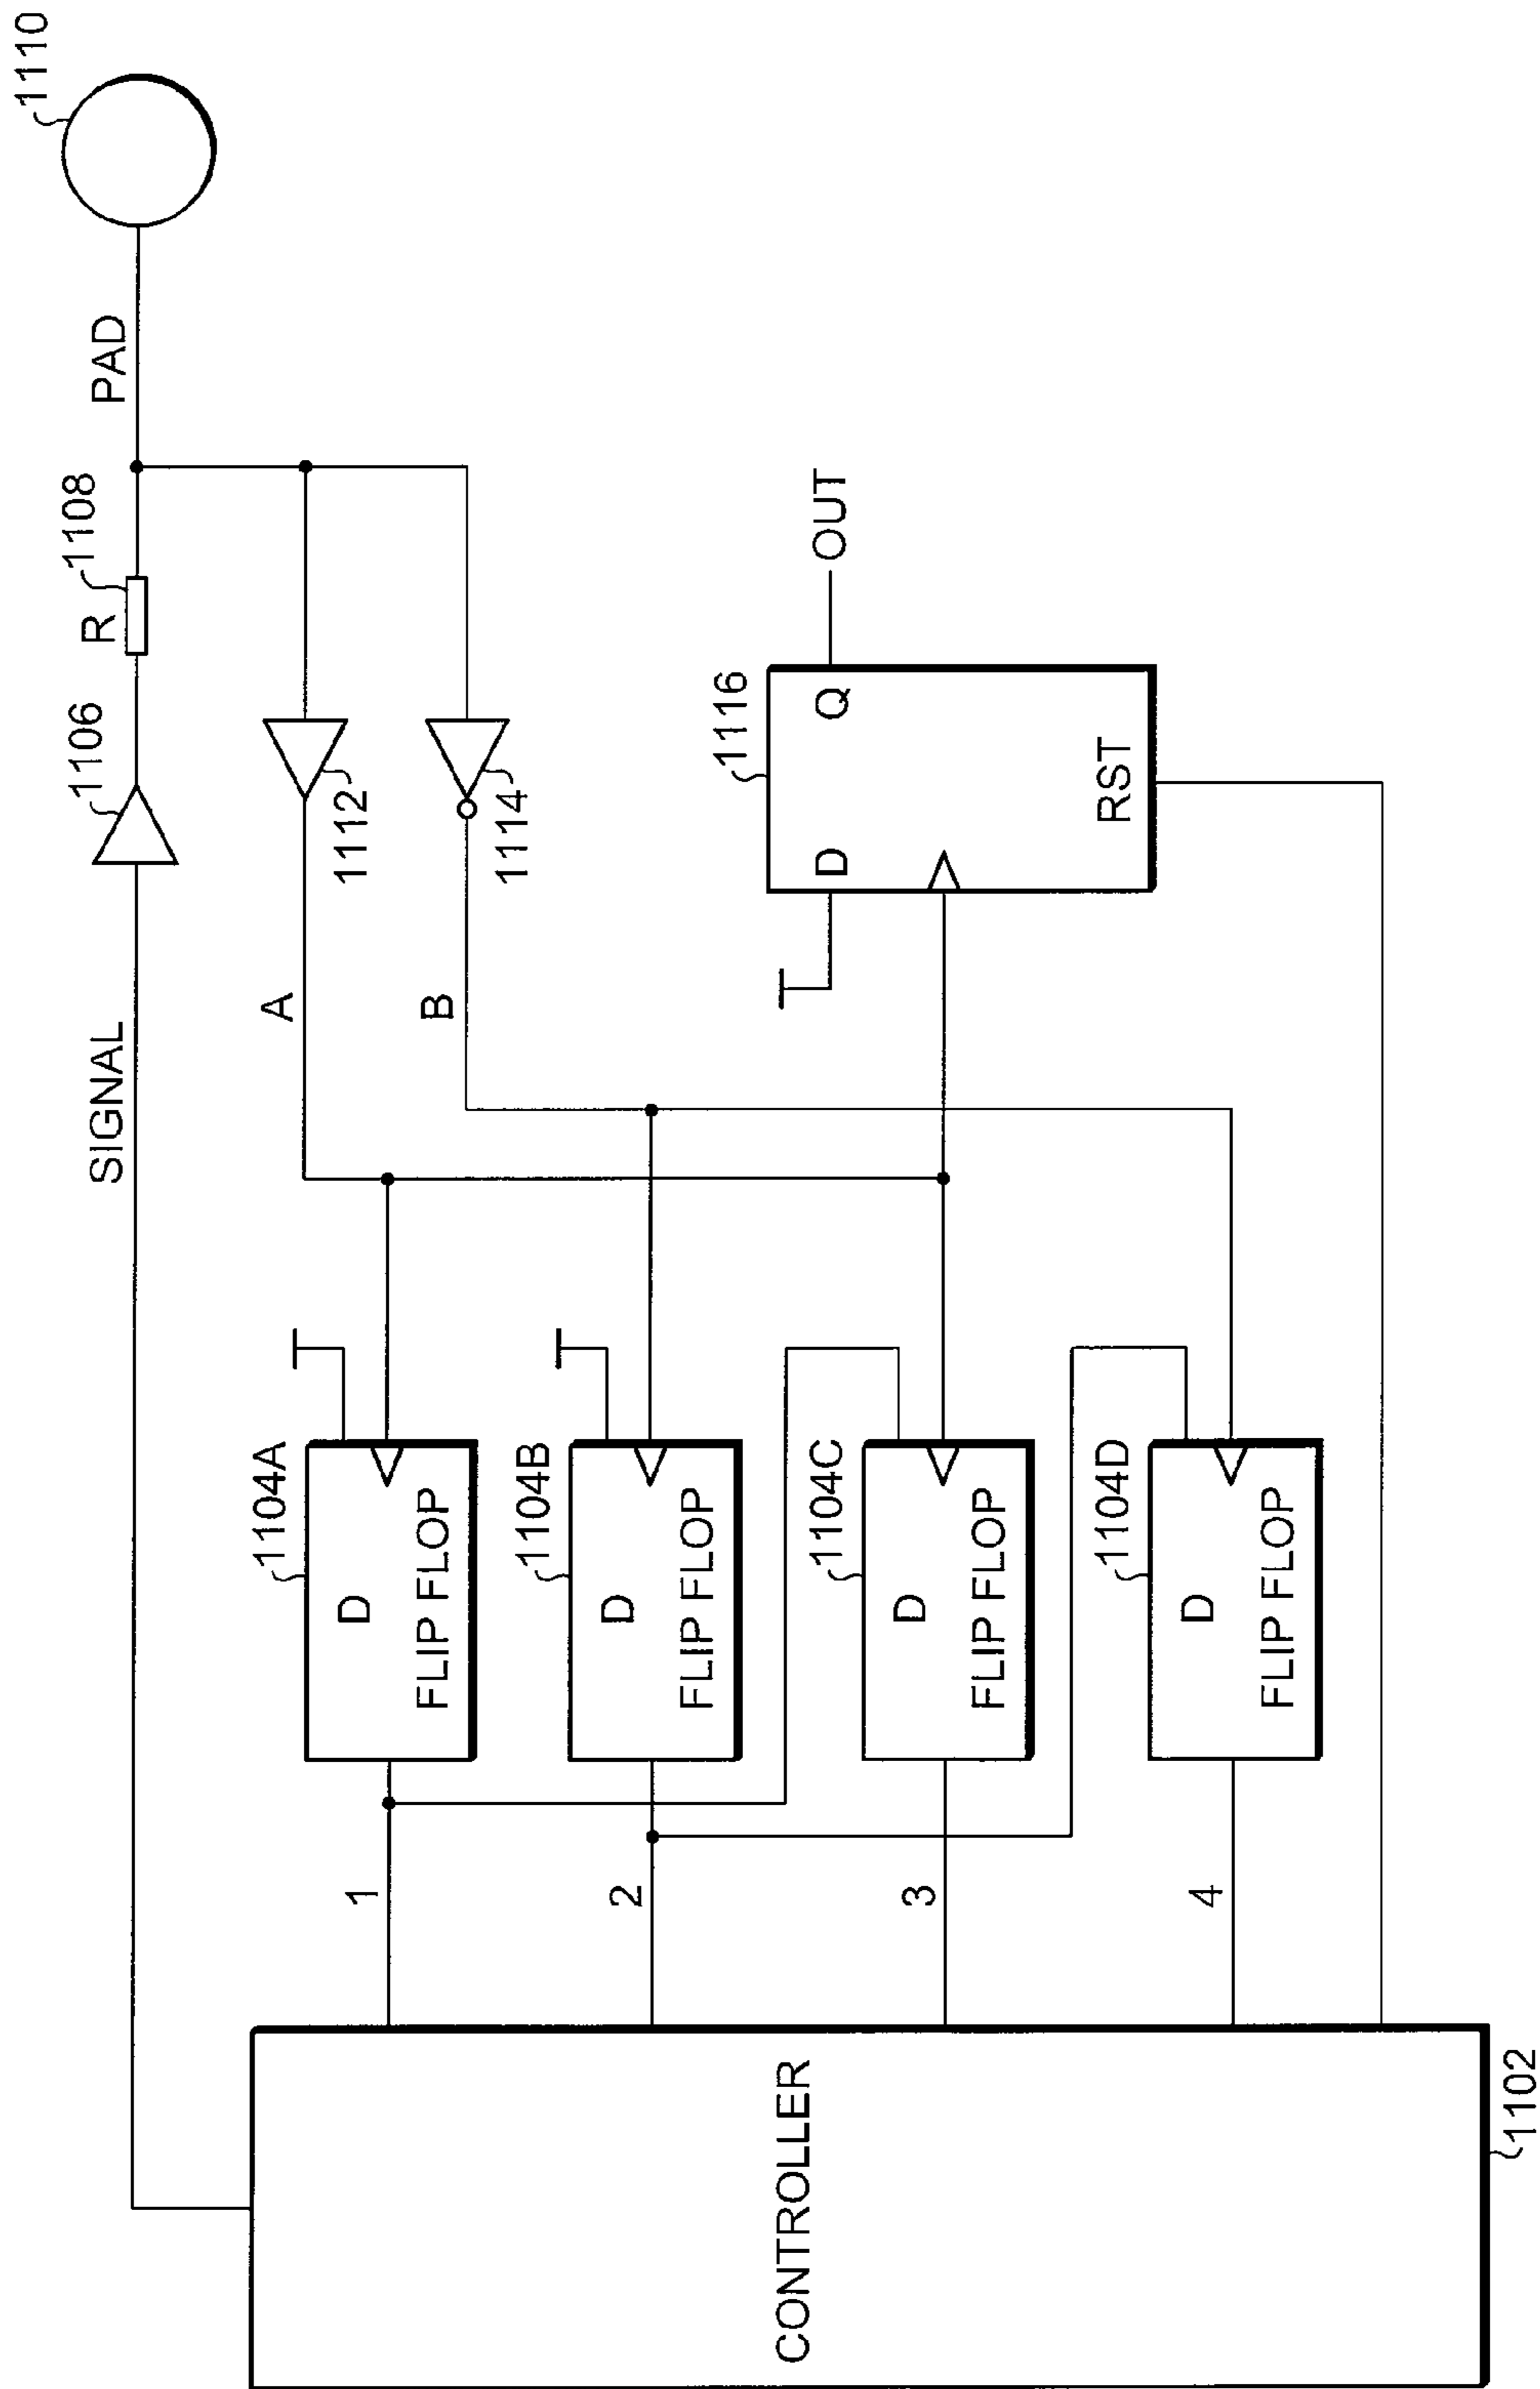 1110
PAD
1108
R
1106
SIGNAL
1112
A
1114
B
OUT
1116
Q
D
RST
1104A
D
FLIP FLOP
1104B
D
FLIP FLOP
1104C
D
FLIP FLOP
1104D
D
FLIP FLOP
1
2
3
4
CONTROLLER
1102